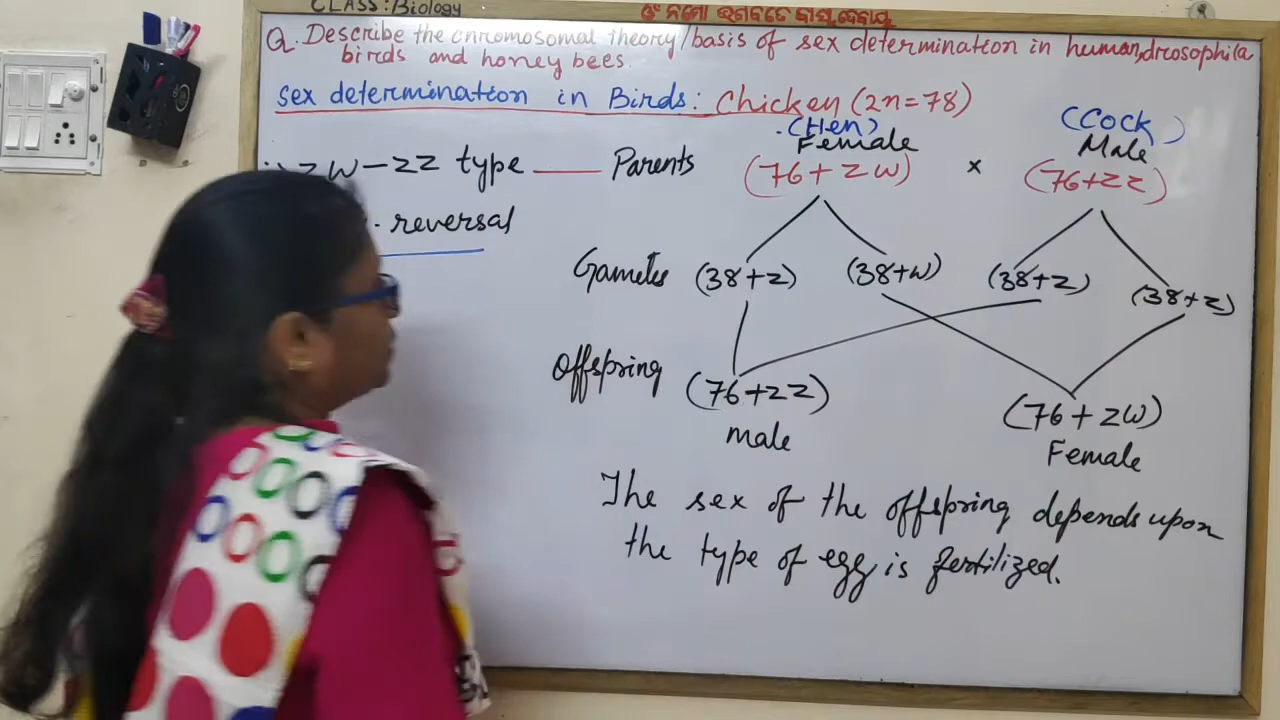 CLASS: Biology
ଓଁ ନମୋ ଭଗବତେ ବାସୁଦେବାୟ
Q. Describe the chromosomal theory/basis of sex determination in human, drosophila
birds and honey bees.
sex determination in Birds: Chicken (2n=78)
(Hen) (Cock)
Female Male
ZW-ZZ type — Parents (76+ZW) x (76+ZZ)
reversal
Gametes (38+Z) (38+W) (38+Z) (38+Z)
Offspring (76+ZZ) (76+ZW)
male Female
The sex of the offspring depends upon
the type of egg is fertilized.